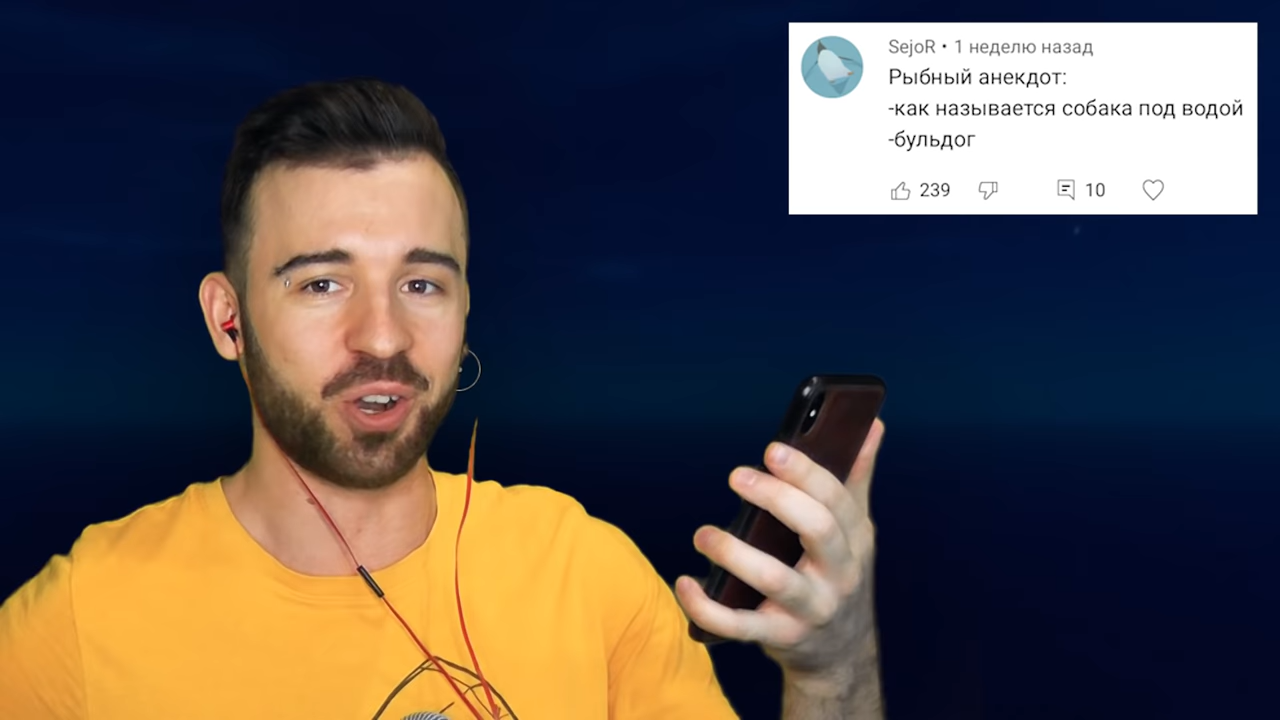 SejoR • 1 неделю назад
Рыбный анекдот:
-как называется собака под водой
-бульдог
239 10